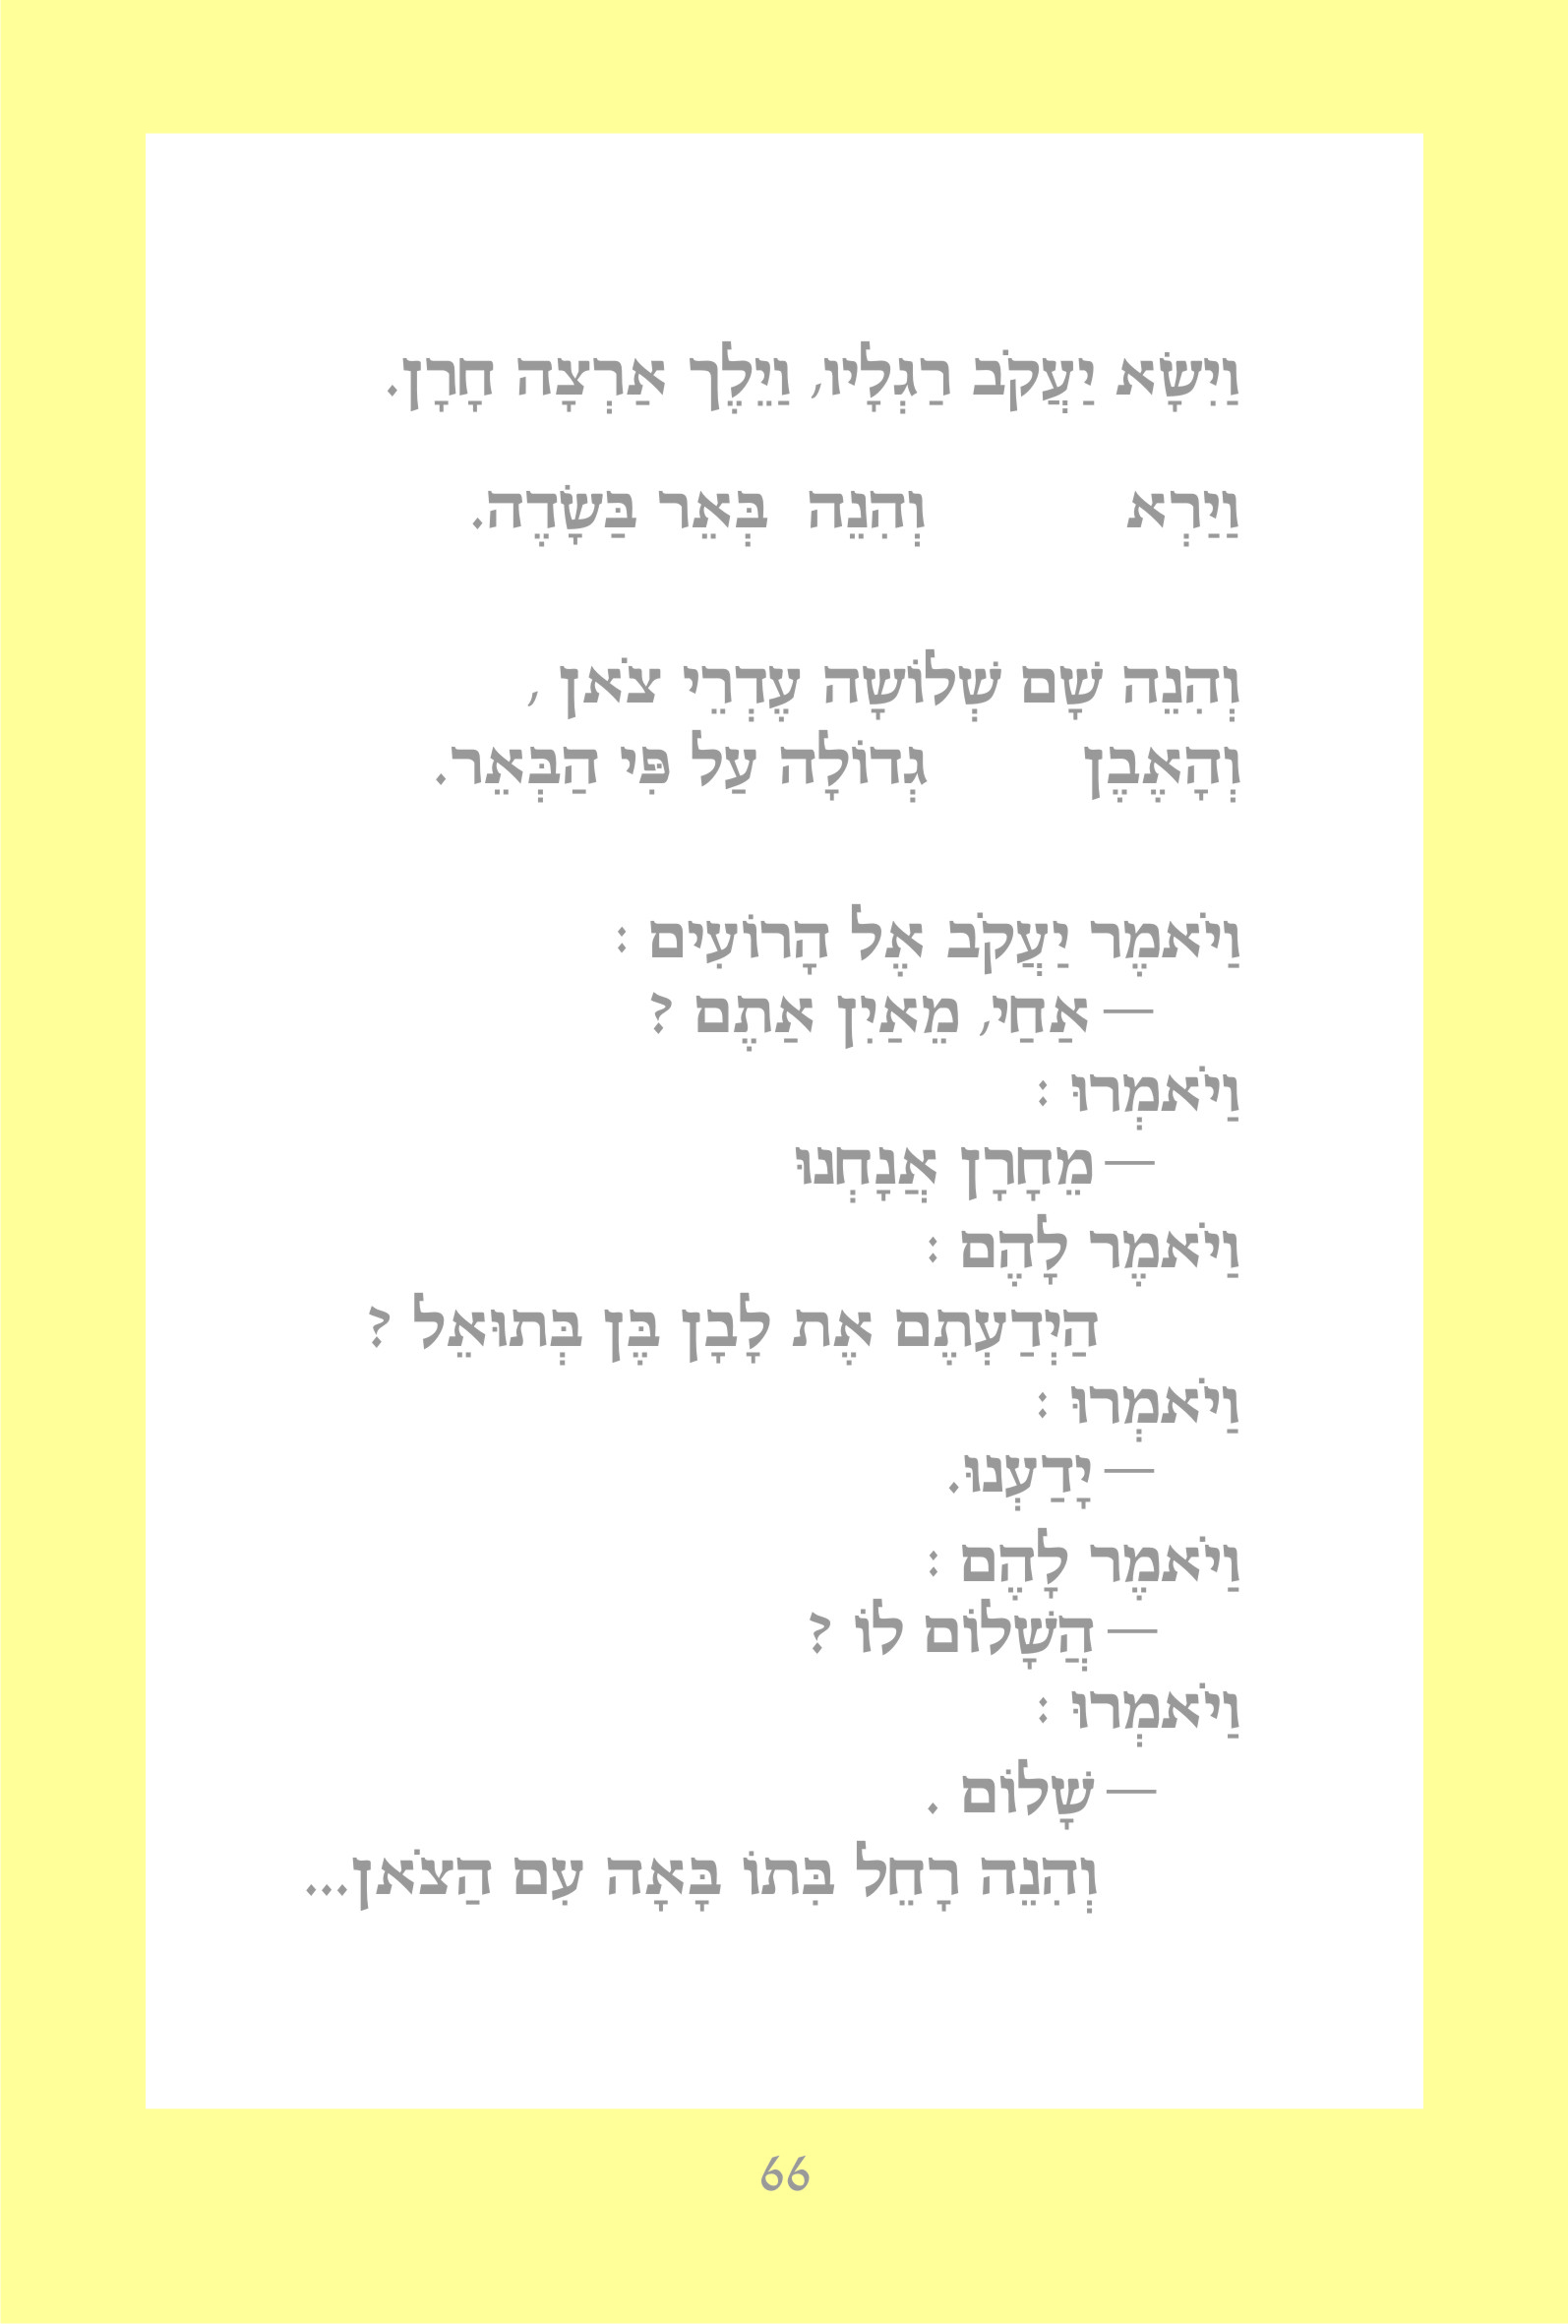 וַיִּשָׂא יַעֲקֹב רַגְלָיו, וַיֵּלֶך אַרְצָה חָרָן.
וַיַּרְא וְהִנֵּה בְּאֵר בַּשָׂדֶה.
וְהִנֵּה שָׁם שְׁלוֹשָׁה עֶדְרֵי צֹאן ,
וְהָאֶבֶן גְדוֹלָה עַל פִּי הַבְּאֵר.
וַיֹּאמֶר יַעֲקֹב אֶל הָרוֹעִים :
— אַחַי, מֵאַיִן אַתֶם ?
וַיֹּאמְרוּ :
— מֵחָרָן אֲנָחְנוּ
וַיֹּאמֶר לָהֶם :
הַיְדַעְתֶם אֶת לָבָן בֶּן בְּתוּאֵל ?
וַיֹּאמְרוּ :
— יָדַעְנוּ.
וַיֹּאמֶר לָהֶם :
— הֲשָׁלוֹם לוֹ ?
וַיֹּאמְרוּ :
— שָׁלוֹם .
וְהִנֵּה רָחֵל בִּתוֹ בָּאָה עִם הַצֹאן...
66